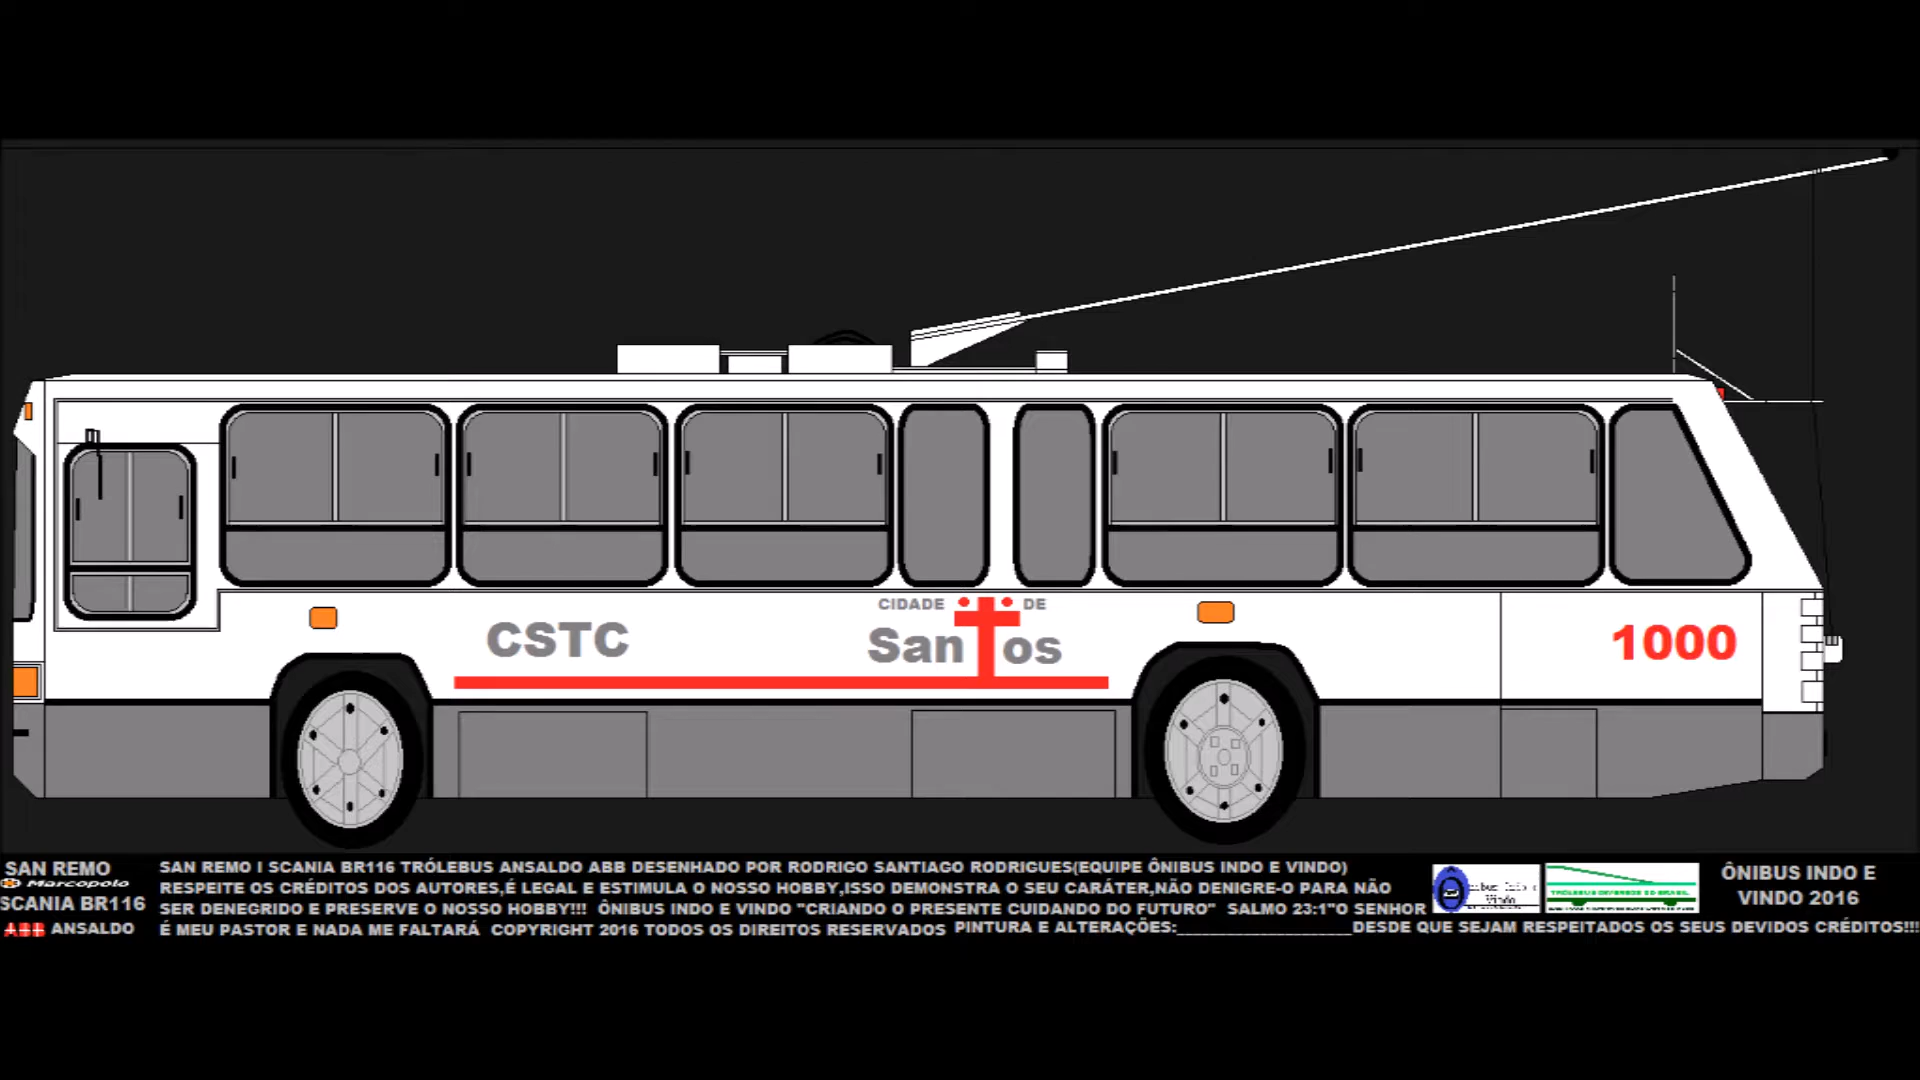 CIDADE DE
CSTC
Santos
1000
SAN REMO
Marcopolo
SCANIA BR116
ABB ANSALDO
SAN REMO I SCANIA BR116 TRÓLEBUS ANSALDO ABB DESENHADO POR RODRIGO SANTIAGO RODRIGUES(EQUIPE ÔNIBUS INDO E VINDO)
RESPEITE OS CRÉDITOS DOS AUTORES,É LEGAL E ESTIMULA O NOSSO HOBBY,ISSO DEMONSTRA O SEU CARÁTER,NÃO DENIGRE-O PARA NÃO
SER DENEGRIDO E PRESERVE O NOSSO HOBBY!!! ÔNIBUS INDO E VINDO "CRIANDO O PRESENTE CUIDANDO DO FUTURO" SALMO 23:1"O SENHOR
É MEU PASTOR E NADA ME FALTARÁ COPYRIGHT 2016 TODOS OS DIREITOS RESERVADOS PINTURA E ALTERAÇÕES:____________________DESDE QUE SEJAM RESPEITADOS OS SEUS DEVIDOS CRÉDITOS!!!
Vindo
ÔNIBUS INDO E
VINDO 2016